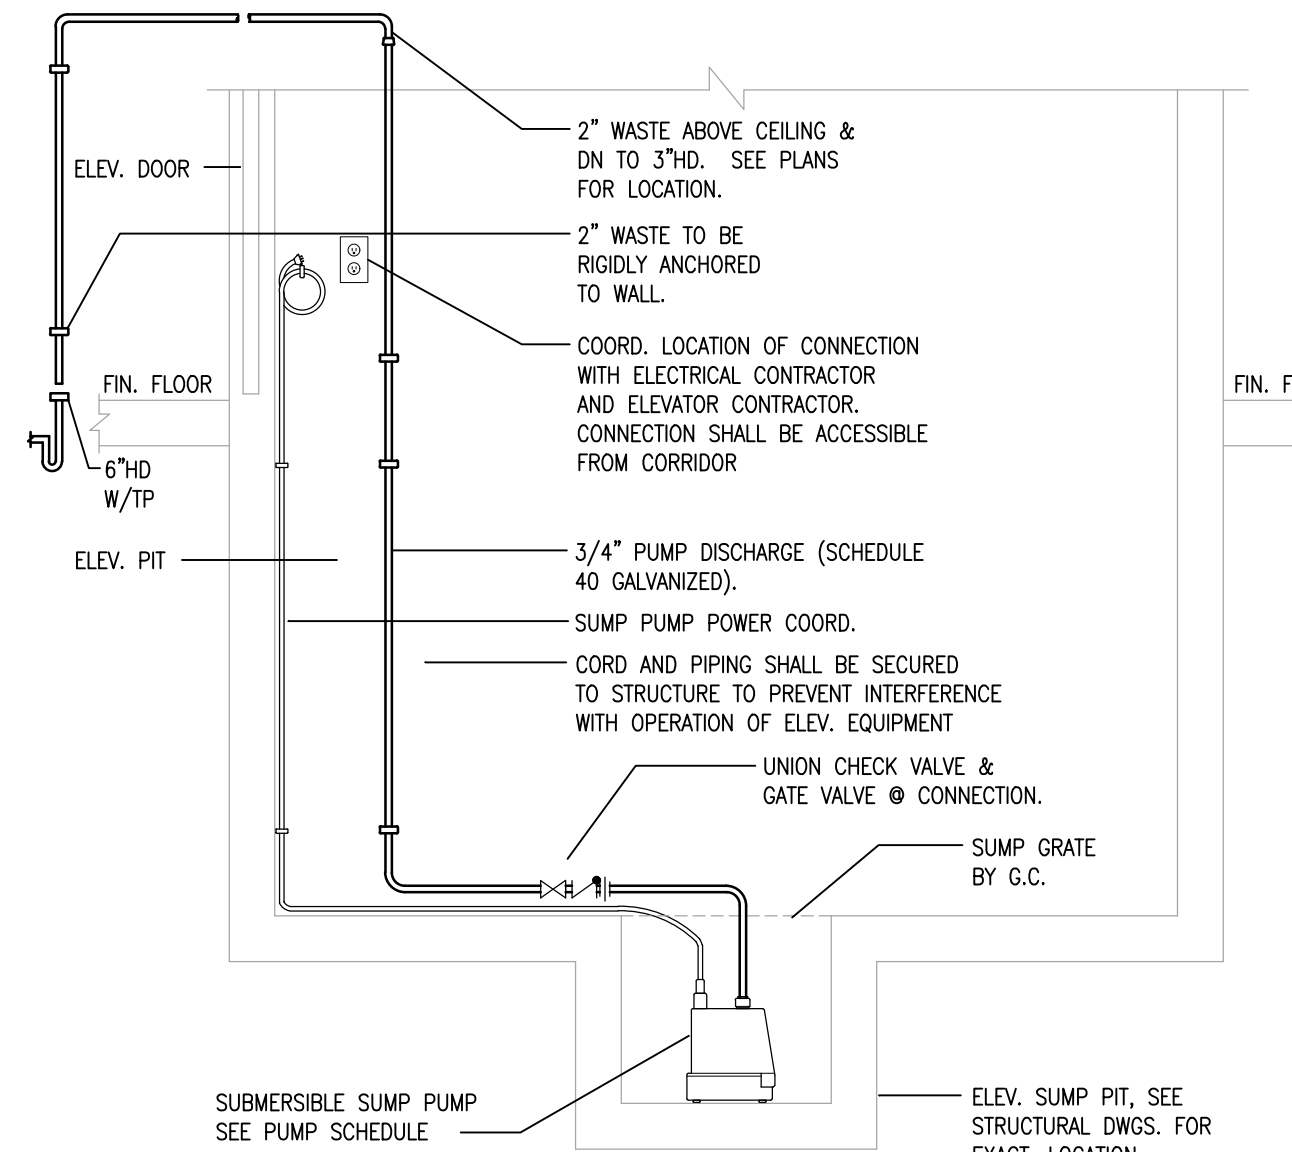 2" WASTE ABOVE CEILING &
DN TO 3"HD. SEE PLANS
FOR LOCATION.
ELEV. DOOR
2" WASTE TO BE
RIGIDLY ANCHORED
TO WALL.
COORD. LOCATION OF CONNECTION
WITH ELECTRICAL CONTRACTOR
AND ELEVATOR CONTRACTOR.
CONNECTION SHALL BE ACCESSIBLE
FROM CORRIDOR
FIN. FLOOR
FIN. F
6"HD
W/TP
ELEV. PIT
3/4" PUMP DISCHARGE (SCHEDULE
40 GALVANIZED).
SUMP PUMP POWER COORD.
CORD AND PIPING SHALL BE SECURED
TO STRUCTURE TO PREVENT INTERFERENCE
WITH OPERATION OF ELEV. EQUIPMENT
UNION CHECK VALVE &
GATE VALVE @ CONNECTION.
SUMP GRATE
BY G.C.
SUBMERSIBLE SUMP PUMP
SEE PUMP SCHEDULE
ELEV. SUMP PIT, SEE
STRUCTURAL DWGS. FOR
EXACT LOCATION